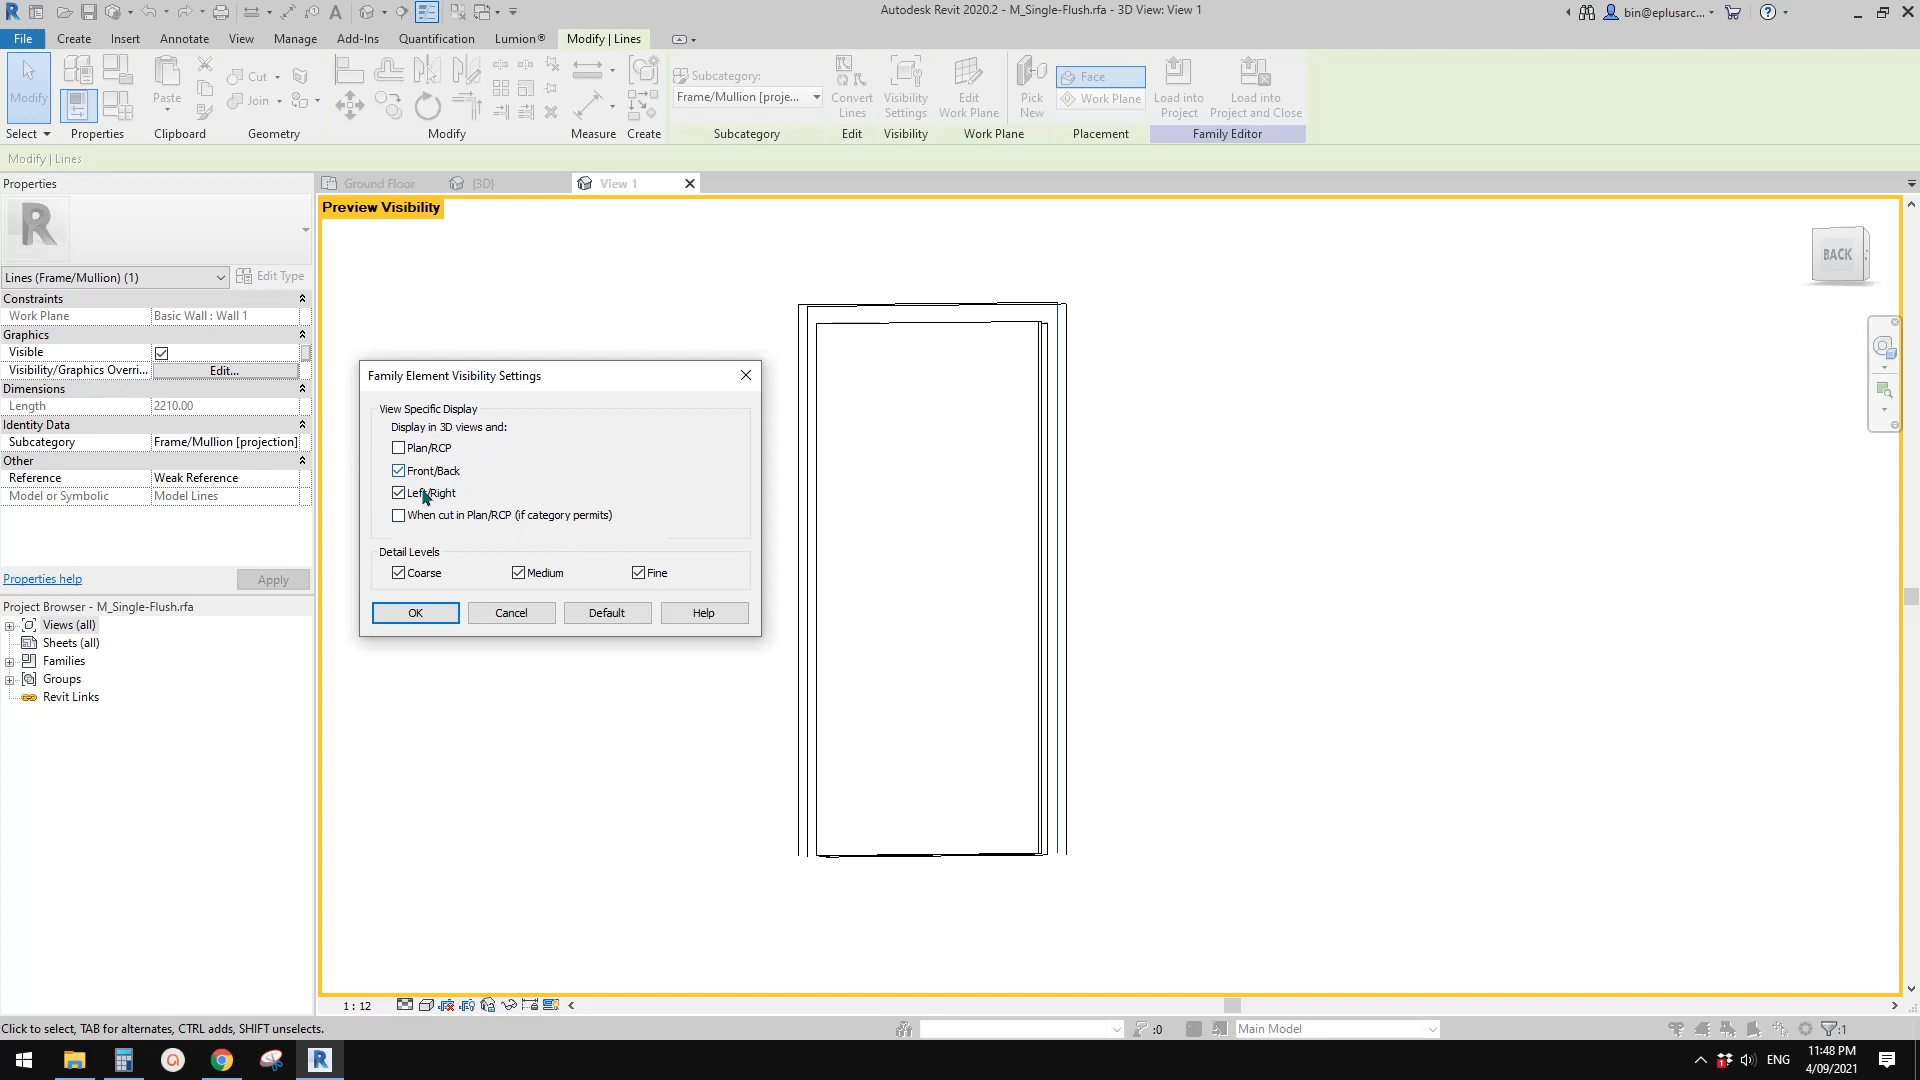 Autodesk Revit 2020.2 - M_Single-Flush.rfa - 3D View: View 1
bin@eplusarc...
File Create Insert Annotate View Manage Add-Ins Quantification Lumion® Modify | Lines
Modify
Paste
Cut
Join
Subcategory:
Frame/Mullion [proje...
Convert Lines
Visibility Settings
Edit Work Plane
Pick New
Face
Work Plane
Load into Project
Load into Project and Close
Select Properties Clipboard Geometry Modify Measure Create Subcategory Edit Visibility Work Plane Placement Family Editor
Modify | Lines
Properties
Ground Floor {3D} View 1
Preview Visibility
BACK
Lines (Frame/Mullion) (1) Edit Type
Constraints
Work Plane Basic Wall : Wall 1
Graphics
Visible
Visibility/Graphics Overri... Edit...
Dimensions
Length 2210.00
Identity Data
Subcategory Frame/Mullion [projection]
Other
Reference Weak Reference
Model or Symbolic Model Lines
Properties help Apply
Project Browser - M_Single-Flush.rfa
Views (all)
Sheets (all)
Families
Groups
Revit Links
Family Element Visibility Settings
View Specific Display
Display in 3D views and:
Plan/RCP
Front/Back
Left/Right
When cut in Plan/RCP (if category permits)
Detail Levels
Coarse Medium Fine
OK Cancel Default Help
1 : 12
Click to select, TAB for alternates, CTRL adds, SHIFT unselects.
:0
Main Model
:1
ENG
11:48 PM
4/09/2021